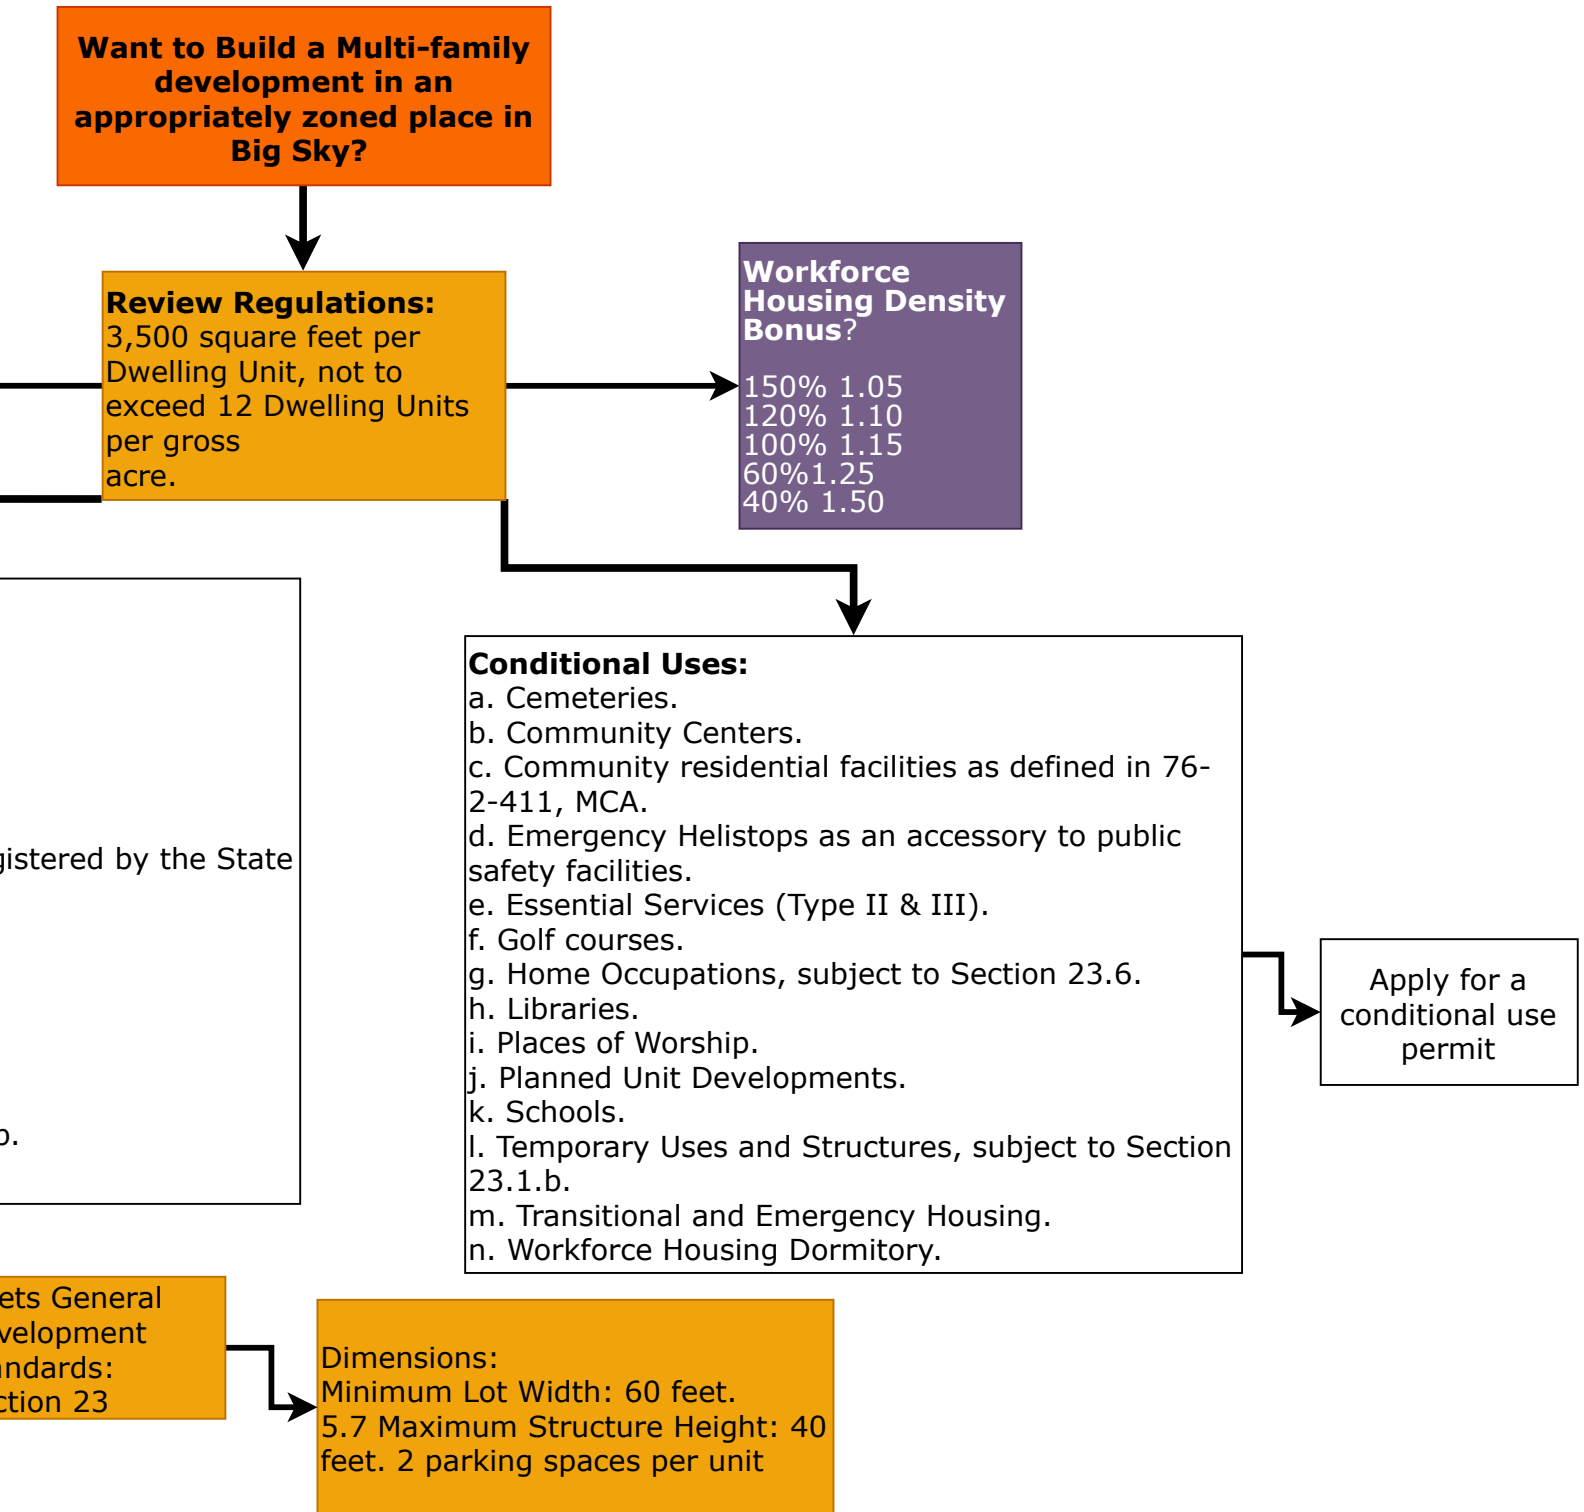 Want to Build a Multi-family
development in an
appropriately zoned place in
Big Sky?
Review Regulations:
3,500 square feet per
Dwelling Unit, not to
exceed 12 Dwelling Units
per gross
acre.
Workforce
Housing Density
Bonus?
150% 1.05
120% 1.10
100% 1.15
60%1.25
40% 1.50
registered by the State
Conditional Uses:
a. Cemeteries.
b. Community Centers.
c. Community residential facilities as defined in 76-
2-411, MCA.
d. Emergency Helistops as an accessory to public
safety facilities.
e. Essential Services (Type II & III).
f. Golf courses.
g. Home Occupations, subject to Section 23.6.
h. Libraries.
i. Places of Worship.
j. Planned Unit Developments.
k. Schools.
l. Temporary Uses and Structures, subject to Section
23.1.b.
m. Transitional and Emergency Housing.
n. Workforce Housing Dormitory.
Apply for a
conditional use
permit
General
23
Dimensions:
Minimum Lot Width: 60 feet.
5.7 Maximum Structure Height: 40
feet. 2 parking spaces per unit